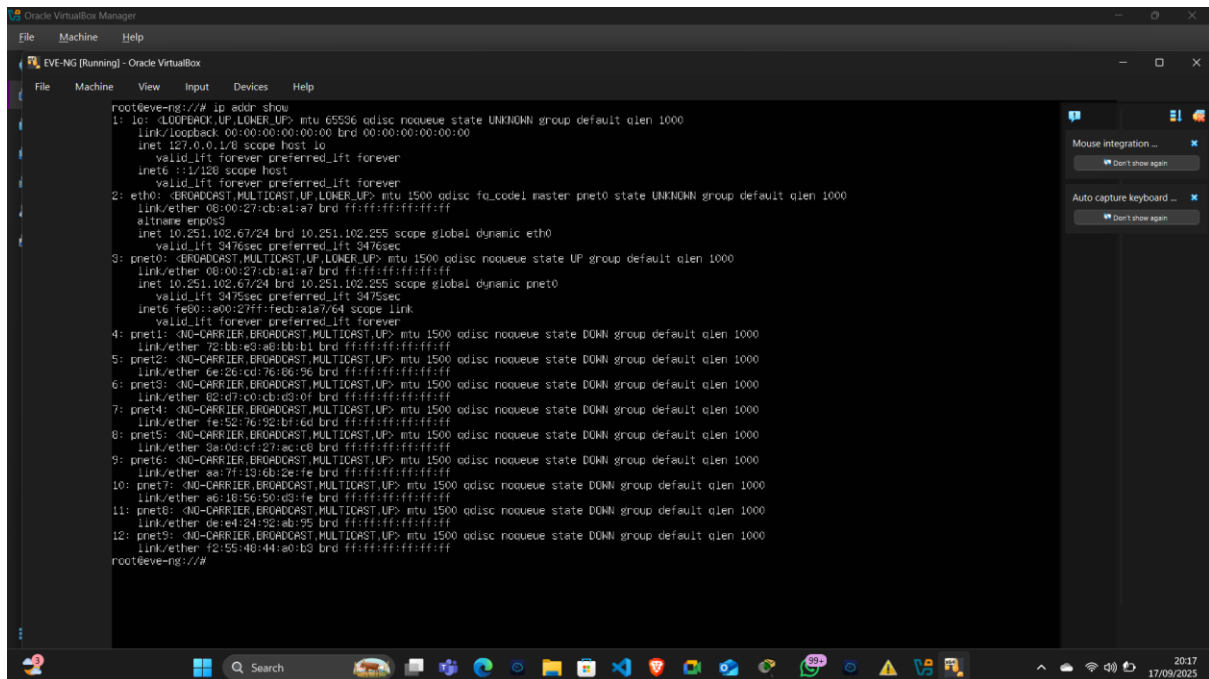 Oracle VirtualBox Manager
File Machine Help
EVE-NG [Running] - Oracle VirtualBox
File Machine View Input Devices Help
root@eve-ng://# ip addr show
1: lo: <LOOPBACK,UP,LOWER_UP> mtu 65536 qdisc noqueue state UNKNOWN group default qlen 1000
link/loopback 00:00:00:00:00:00 brd 00:00:00:00:00:00
inet 127.0.0.1/8 scope host lo
valid_lft forever preferred_lft forever
inet6 ::1/128 scope host
valid_lft forever preferred_lft forever
2: eth0: <BROADCAST,MULTICAST,UP,LOWER_UP> mtu 1500 qdisc fq_codel master pnet0 state UNKNOWN group default qlen 1000
link/ether 08:00:27:cb:a1:a7 brd ff:ff:ff:ff:ff:ff
altname enp0s3
inet 10.251.102.67/24 brd 10.251.102.255 scope global dynamic eth0
valid_lft 3476sec preferred_lft 3476sec
3: pnet0: <BROADCAST,MULTICAST,UP,LOWER_UP> mtu 1500 qdisc noqueue state UP group default qlen 1000
link/ether 08:00:27:cb:a1:a7 brd ff:ff:ff:ff:ff:ff
inet 10.251.102.67/24 brd 10.251.102.255 scope global dynamic pnet0
valid_lft 3475sec preferred_lft 3475sec
inet6 fe80::a00:27ff:fecb:a1a7/64 scope link
valid_lft forever preferred_lft forever
4: pnet1: <NO-CARRIER,BROADCAST,MULTICAST,UP> mtu 1500 qdisc noqueue state DOWN group default qlen 1000
link/ether 72:bb:e3:a8:bb:b1 brd ff:ff:ff:ff:ff:ff
5: pnet2: <NO-CARRIER,BROADCAST,MULTICAST,UP> mtu 1500 qdisc noqueue state DOWN group default qlen 1000
link/ether 6e:26:cd:76:86:96 brd ff:ff:ff:ff:ff:ff
6: pnet3: <NO-CARRIER,BROADCAST,MULTICAST,UP> mtu 1500 qdisc noqueue state DOWN group default qlen 1000
link/ether 82:d7:c0:cb:d3:0f brd ff:ff:ff:ff:ff:ff
7: pnet4: <NO-CARRIER,BROADCAST,MULTICAST,UP> mtu 1500 qdisc noqueue state DOWN group default qlen 1000
link/ether fe:52:76:92:bf:6d brd ff:ff:ff:ff:ff:ff
8: pnet5: <NO-CARRIER,BROADCAST,MULTICAST,UP> mtu 1500 qdisc noqueue state DOWN group default qlen 1000
link/ether 3a:0d:cf:27:ac:c8 brd ff:ff:ff:ff:ff:ff
9: pnet6: <NO-CARRIER,BROADCAST,MULTICAST,UP> mtu 1500 qdisc noqueue state DOWN group default qlen 1000
link/ether aa:7f:13:6b:2e:fe brd ff:ff:ff:ff:ff:ff
10: pnet7: <NO-CARRIER,BROADCAST,MULTICAST,UP> mtu 1500 qdisc noqueue state DOWN group default qlen 1000
link/ether a6:18:56:50:d3:fe brd ff:ff:ff:ff:ff:ff
11: pnet8: <NO-CARRIER,BROADCAST,MULTICAST,UP> mtu 1500 qdisc noqueue state DOWN group default qlen 1000
link/ether de:e4:24:92:ab:95 brd ff:ff:ff:ff:ff:ff
12: pnet9: <NO-CARRIER,BROADCAST,MULTICAST,UP> mtu 1500 qdisc noqueue state DOWN group default qlen 1000
link/ether f2:55:48:44:a0:b3 brd ff:ff:ff:ff:ff:ff
root@eve-ng://#
Mouse integration ...
Don't show again
Auto capture keyboard ...
Don't show again
3
Search
99+
20:17
17/09/2025